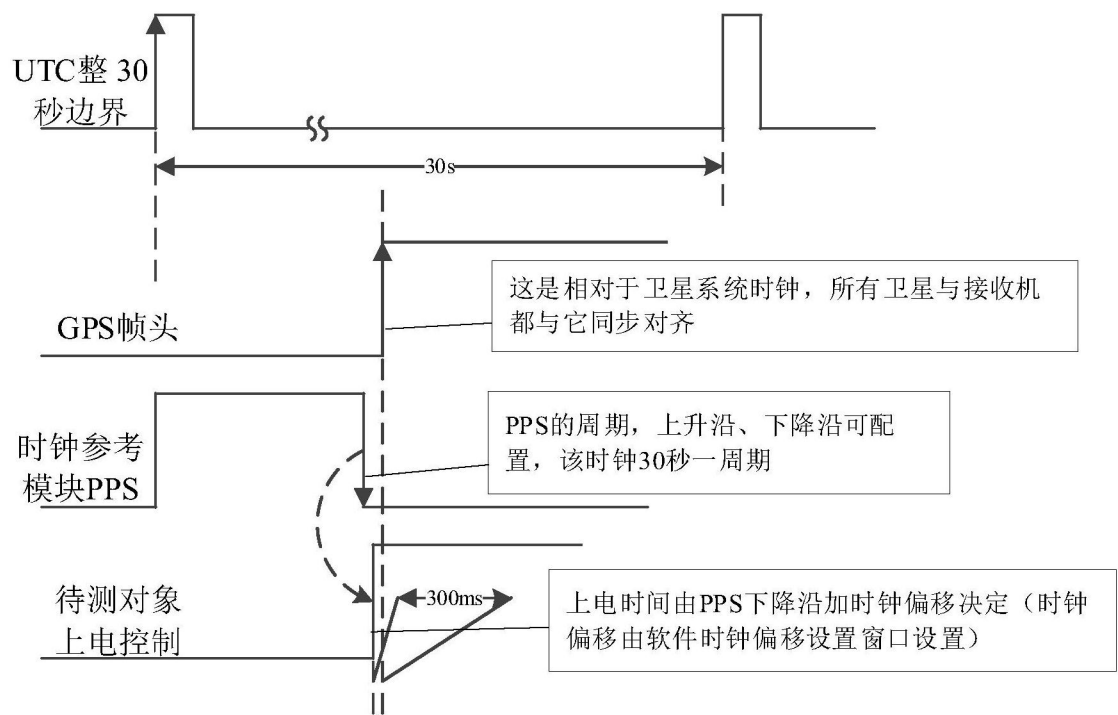 UTC整 30
秒边界
30s
GPS帧头
这是相对于卫星系统时钟，所有卫星与接收机
都与它同步对齐
时钟参考
模块PPS
PPS的周期，上升沿、下降沿可配
置，该时钟30秒一周期
待测对象
上电控制
300ms
上电时间由PPS下降沿加时钟偏移决定（时钟
偏移由软件时钟偏移设置窗口设置）